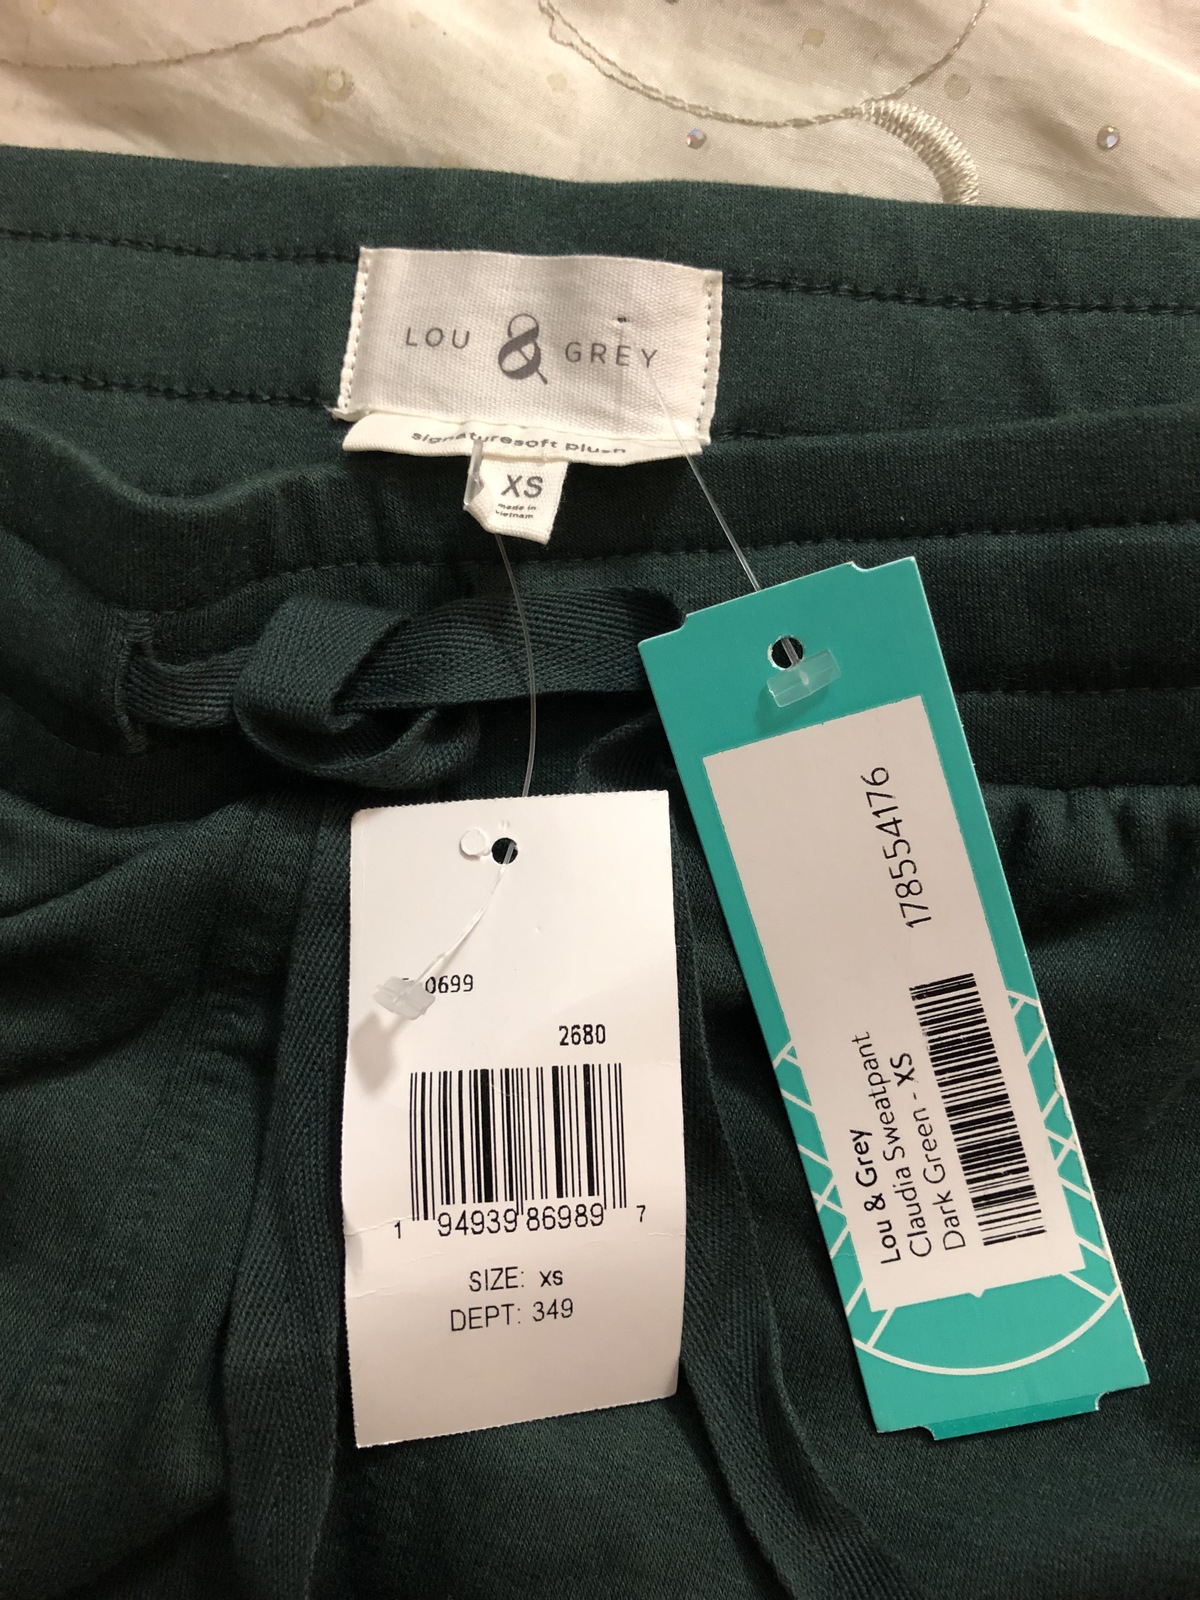 LOU & GREY
signaturesoft plush
XS
made in
vietnam
0699
2680
1 94939 86989 7
SIZE: xs
DEPT: 349
178554176
Lou & Grey
Claudia Sweatpant
Dark Green - XS